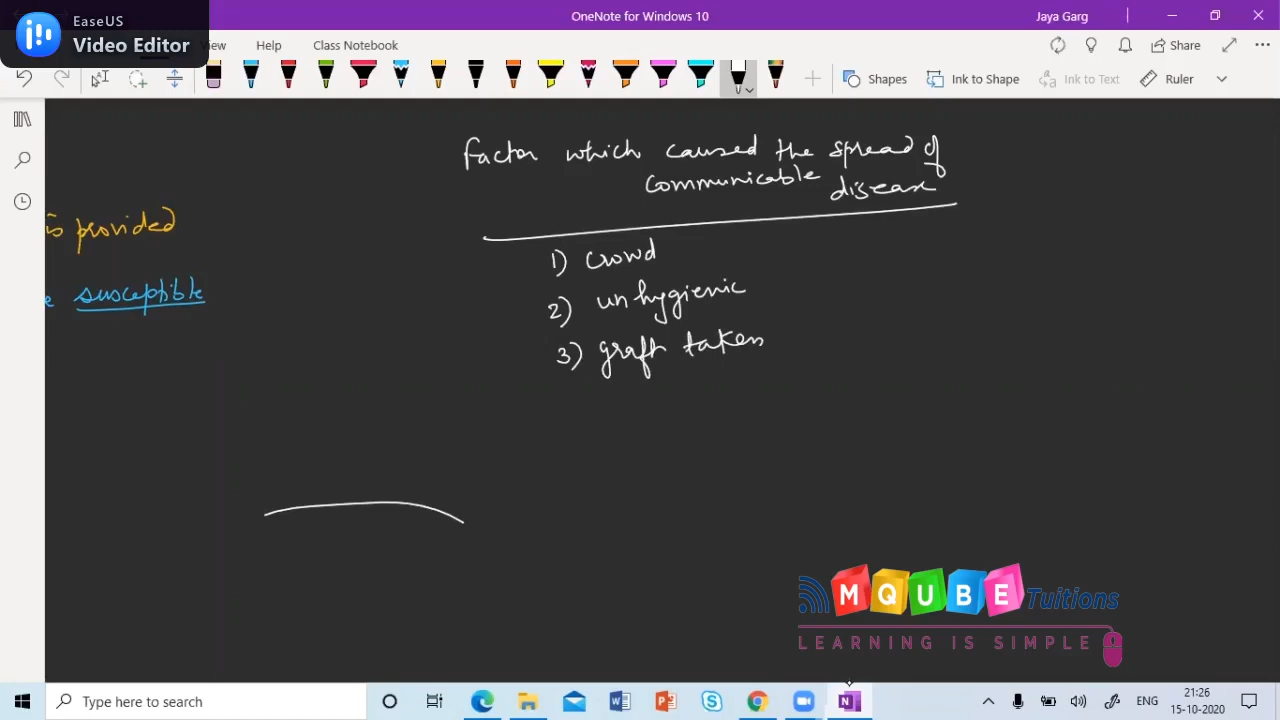 EaseUS
Video Editor
OneNote for Windows 10
Jaya Garg
View
Help
Class Notebook
Share
Shapes
Ink to Shape
Ink to Text
Ruler
factor which caused the spread of
communicable disease
is provided
susceptible
1) crowd
2) unhygienic
3) graft taken
MQUBE Tuitions
LEARNING IS SIMPLE
Type here to search
ENG
21:26
15-10-2020